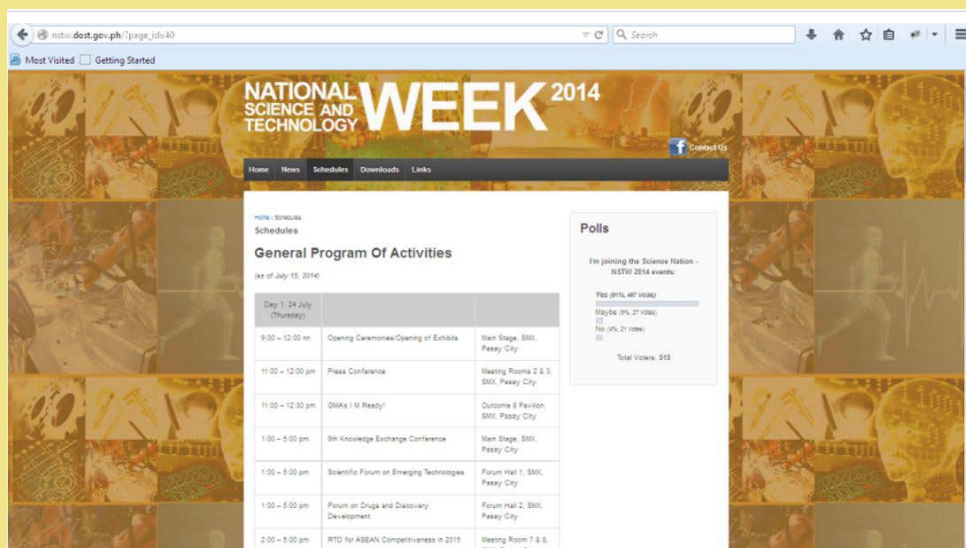 nstw.dost.gov.ph/?page_id=40
Search
Most Visited
Getting Started
NATIONAL
SCIENCE AND
TECHNOLOGY
WEEK 2014
Contact Us
Home News Schedules Downloads Links
Home › Schedules
Schedules
General Program Of Activities
(as of July 15, 2014)
Day 1: 24 July
(Thursday)
9:00 – 12:00 nn Opening Ceremonies/Opening of Exhibits Main Stage, SMX,
Pasay City
11:00 – 12:00 pm Press Conference Meeting Rooms 2 & 3,
SMX, Pasay City
11:00 – 12:30 pm GMA's I M Ready! Outcome 8 Pavilion,
SMX, Pasay City
1:00 – 5:00 pm 9th Knowledge Exchange Conference Main Stage, SMX,
Pasay City
1:00 – 5:00 pm Scientific Forum on Emerging Technologies Forum Hall 1, SMX,
Pasay City
1:00 – 5:00 pm Forum on Drugs and Discovery
Development Forum Hall 2, SMX,
Pasay City
2:00 – 5:00 pm RTD for ASEAN Competitiveness in 2015 Meeting Room 7 & 8,
Polls
I'm joining the Science Nation -
NSTW 2014 events:
Yes (91%, 467 Votes)
Maybe (5%, 27 Votes)
No (4%, 21 Votes)
Total Voters: 515